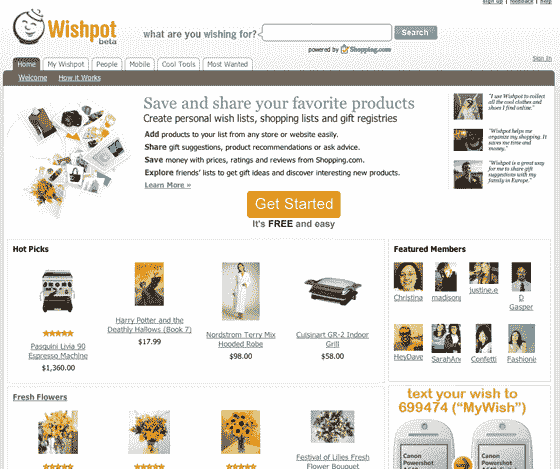 sign up | feedback | help
Wishpot
beta
what are you wishing for?
Search
powered by Shopping.com
Home
My Wishpot
People
Mobile
Cool Tools
Most Wanted
Sign In
Welcome
How it Works
Save and share your favorite products
Create personal wish lists, shopping lists and gift registries
Add products to your list from any store or website easily.
Share gift suggestions, product recommendations or ask advice.
Save money with prices, ratings and reviews from Shopping.com.
Explore friends' lists to get gift ideas and discover interesting new products.
Learn More »
Get Started
It's FREE and easy
"I use Wishpot to collect
all the cool clothes and
shoes I find online."
"Wishpot helps me
organize my shopping. It
saves me time and
money."
"Wishpot is a great way
for me to share gift
suggestions with my
family in Europe."
Hot Picks
Pasquini Livia 90
Espresso Machine
$1,360.00
Harry Potter and the
Deathly Hallows (Book 7)
$17.99
Nordstrom Terry Mix
Hooded Robe
$98.00
Cuisinart GR-2 Indoor
Grill
$58.00
Featured Members
Christina
madison
justine.e
D
Gasper
HeyDave
SarahAn
Confetti
Fashion
Fresh Flowers
Festival of Lilies Fresh
Flower Bouquet
text your wish to
699474 ("MyWish")
Canon
Powershot
Canon
Powershot